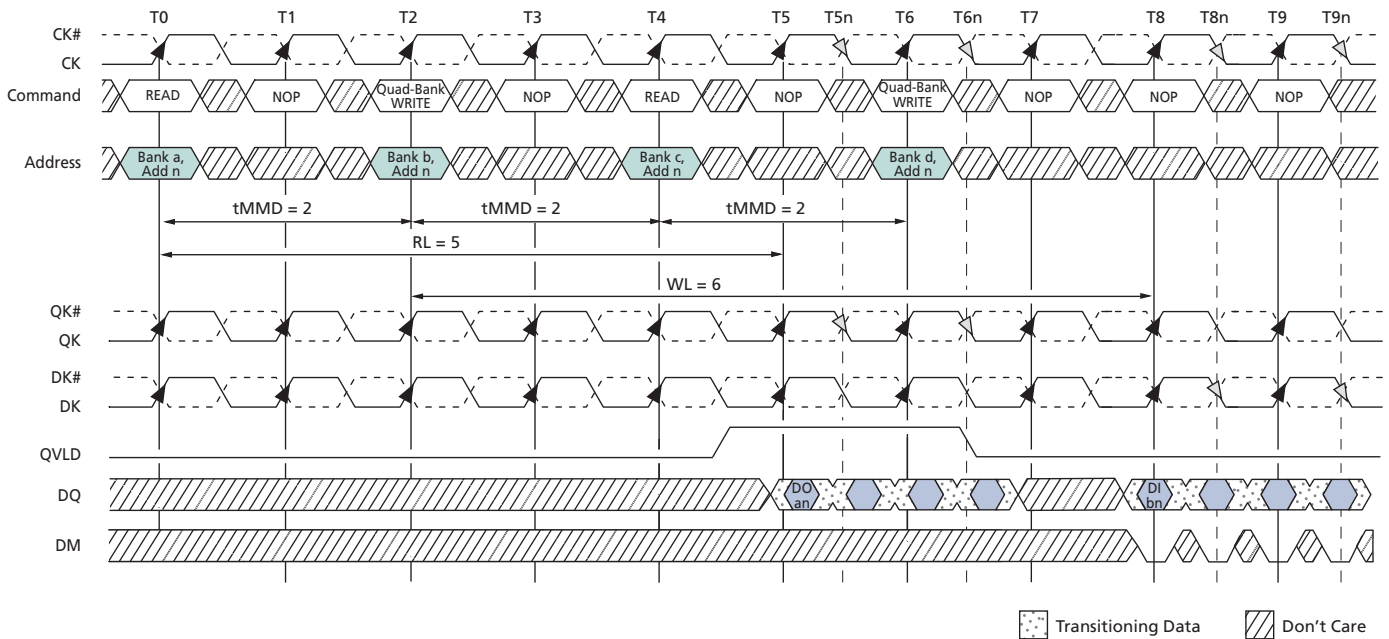 T0 T1 T2 T3 T4 T5 T5n T6 T6n T7 T8 T8n T9 T9n
CK#
CK
Command READ NOP Quad-Bank WRITE NOP READ NOP Quad-Bank WRITE NOP NOP NOP
Address Bank a, Add n Bank b, Add n Bank c, Add n Bank d, Add n
tMMD = 2 tMMD = 2 tMMD = 2
RL = 5
WL = 6
QK#
QK
DK#
DK
QVLD
DQ DO an DI bn
DM
Transitioning Data Don't Care